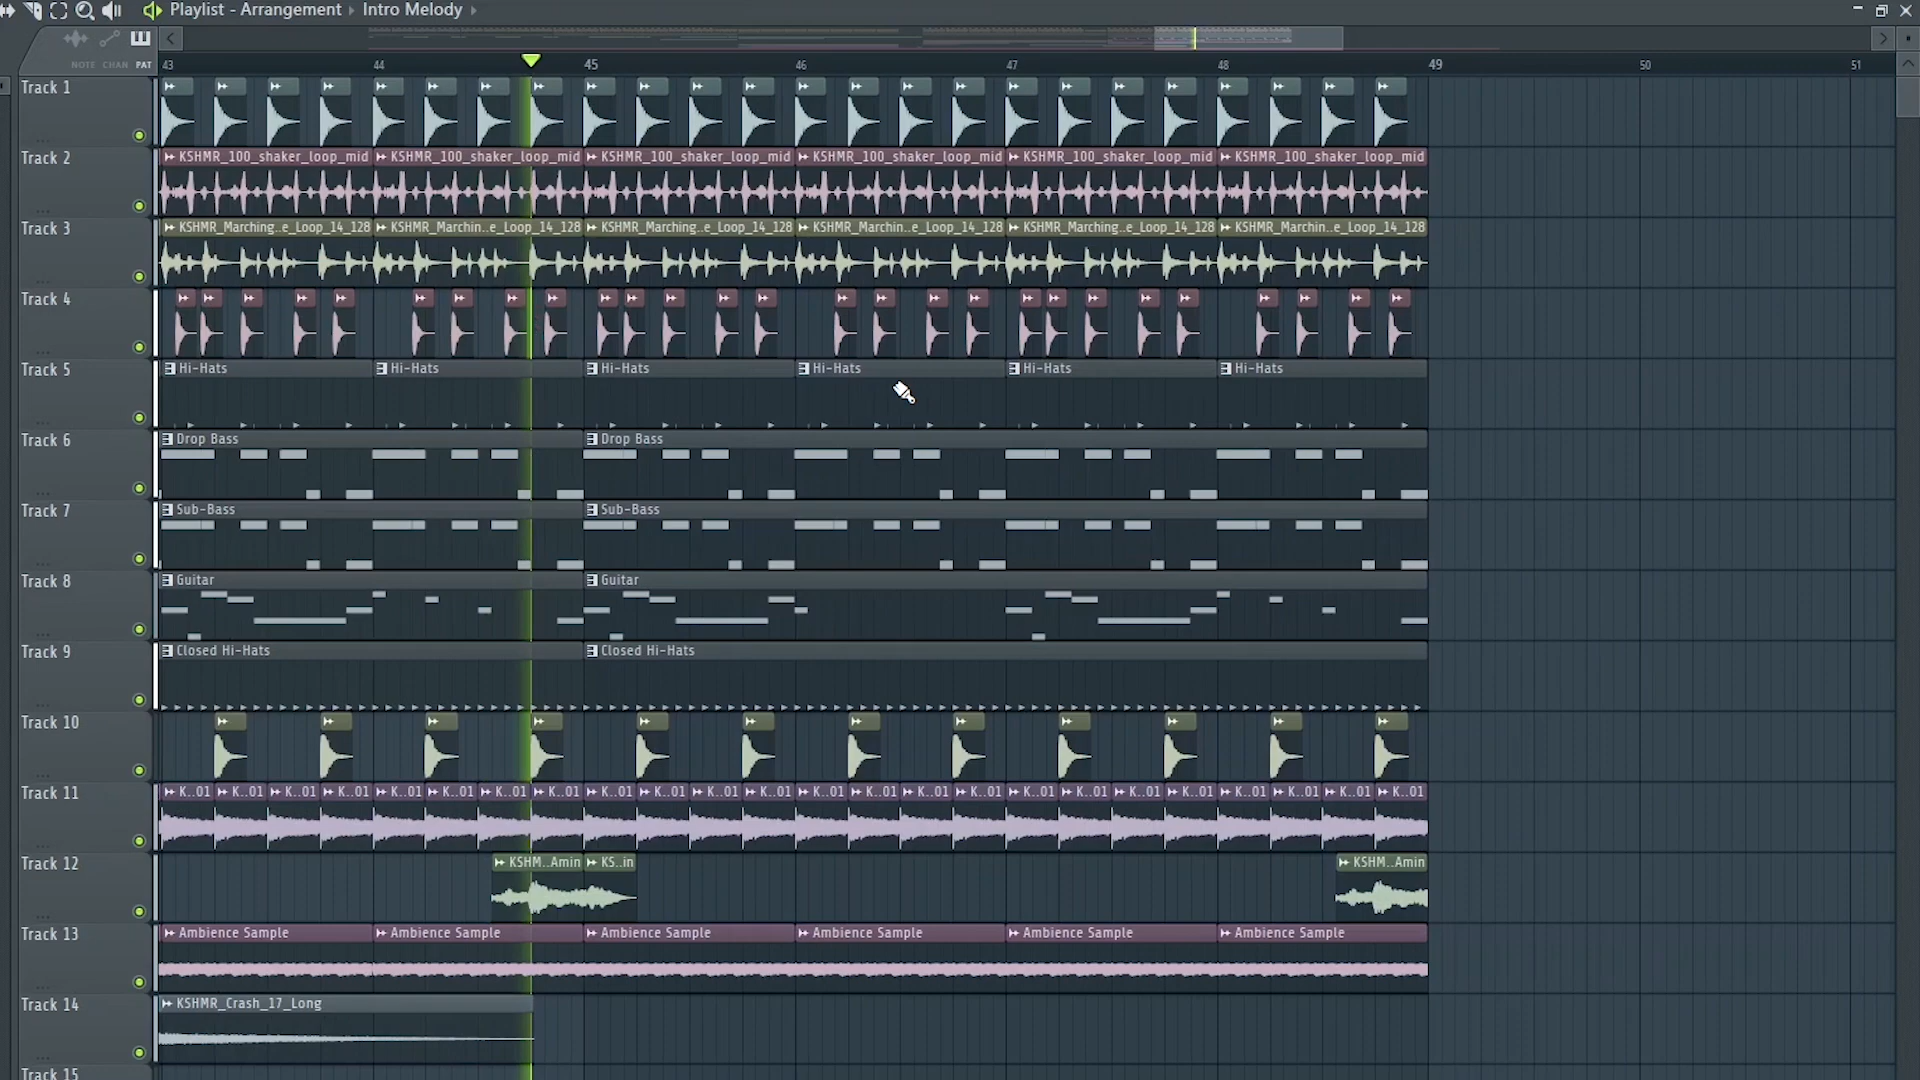 Playlist - Arrangement ▸ Intro Melody ▸
NOTE CHAN PAT
43 44 45 46 47 48 49 50 51
Track 1
Track 2 KSHMR_100_shaker_loop_mid KSHMR_100_shaker_loop_mid KSHMR_100_shaker_loop_mid KSHMR_100_shaker_loop_mid KSHMR_100_shaker_loop_mid KSHMR_100_shaker_loop_mid
Track 3 KSHMR_Marching..e_Loop_14_128 KSHMR_Marchin..e_Loop_14_128 KSHMR_Marching..e_Loop_14_128 KSHMR_Marchin..e_Loop_14_128 KSHMR_Marching..e_Loop_14_128 KSHMR_Marchin..e_Loop_14_128
Track 4
Track 5 Hi-Hats Hi-Hats Hi-Hats Hi-Hats Hi-Hats Hi-Hats
Track 6 Drop Bass Drop Bass
Track 7 Sub-Bass Sub-Bass
Track 8 Guitar Guitar
Track 9 Closed Hi-Hats Closed Hi-Hats
Track 10
Track 11 K..01 K..01 K..01 K..01 K..01 K..01 K..01 K..01 K..01 K..01 K..01 K..01 K..01 K..01 K..01 K..01 K..01 K..01 K..01 K..01 K..01 K..01 K..01 K..01
Track 12 KSHM..Amin KS..in KSHM..Amin
Track 13 Ambience Sample Ambience Sample Ambience Sample Ambience Sample Ambience Sample Ambience Sample
Track 14 KSHMR_Crash_17_Long
Track 15